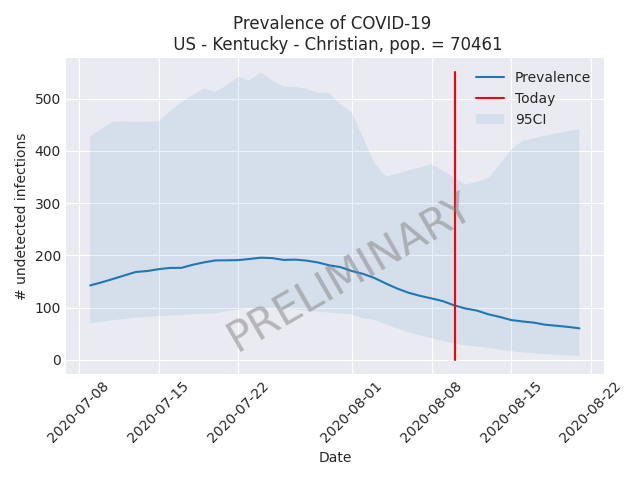 Prevalence of COVID-19
US - Kentucky - Christian, pop. = 70461
Prevalence
Today
95CI
# undetected infections
500
400
300
200
100
0
PRELIMINARY
2020-07-08
2020-07-15
2020-07-22
2020-08-01
2020-08-08
2020-08-15
2020-08-22
Date